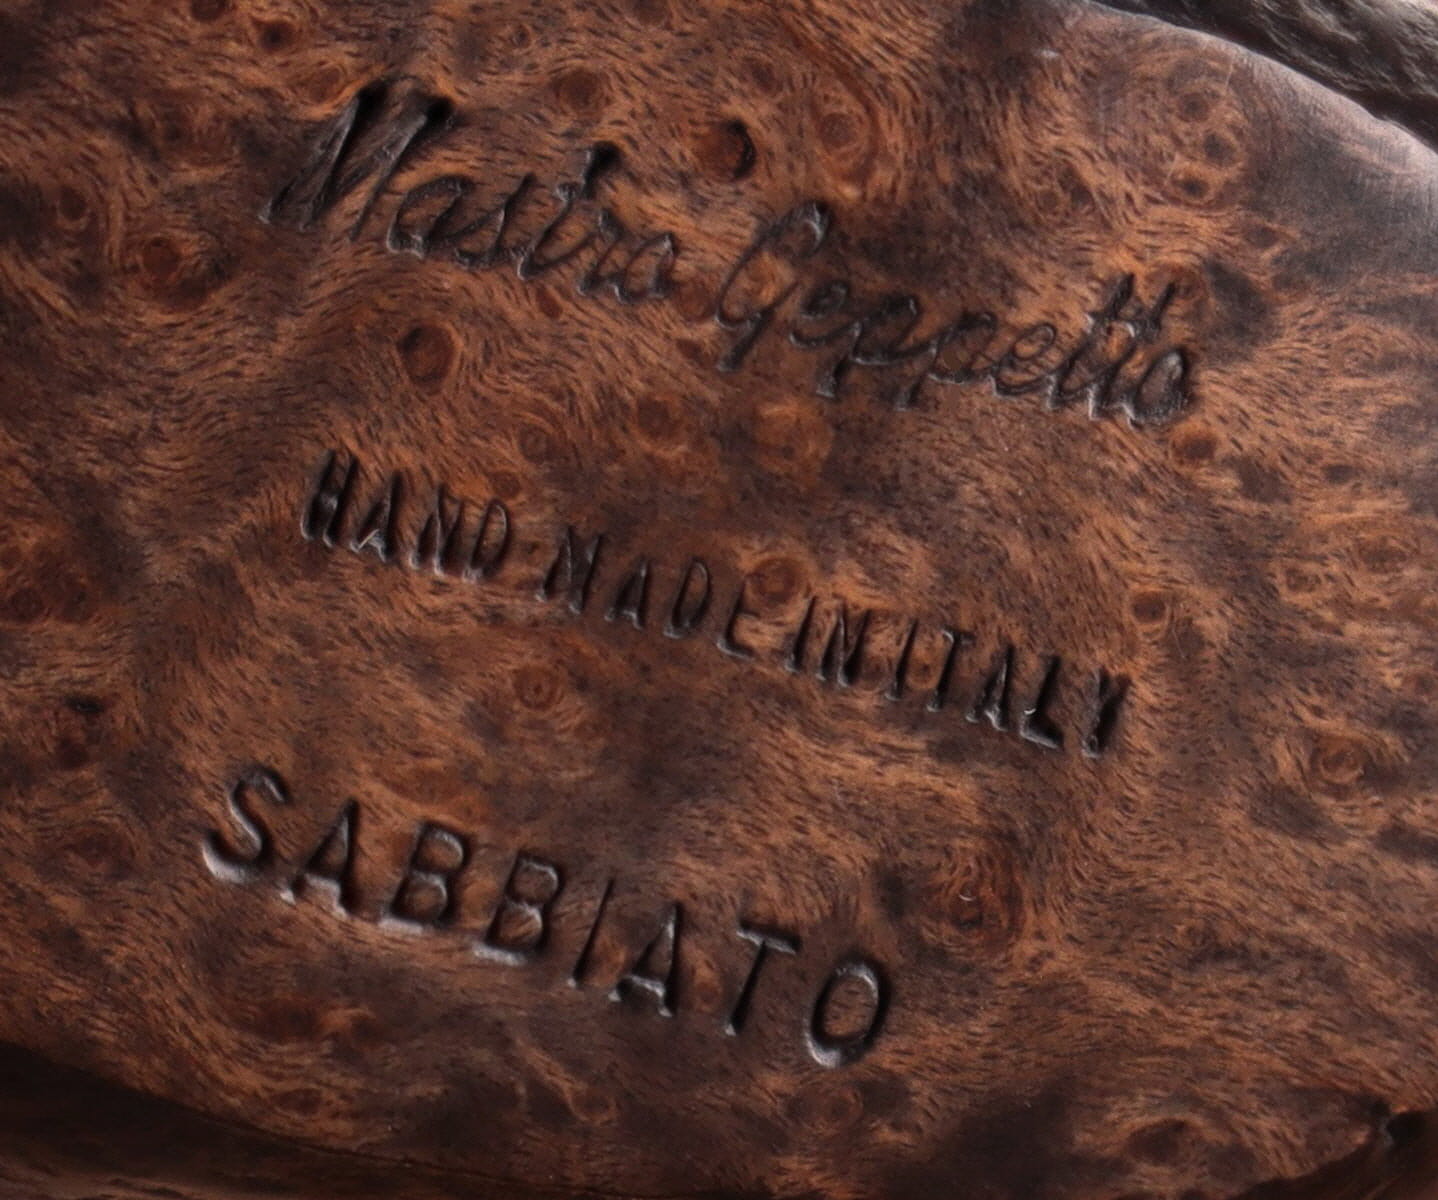 Mastro Geppetto
HAND MADE IN ITALY
SABBIATO